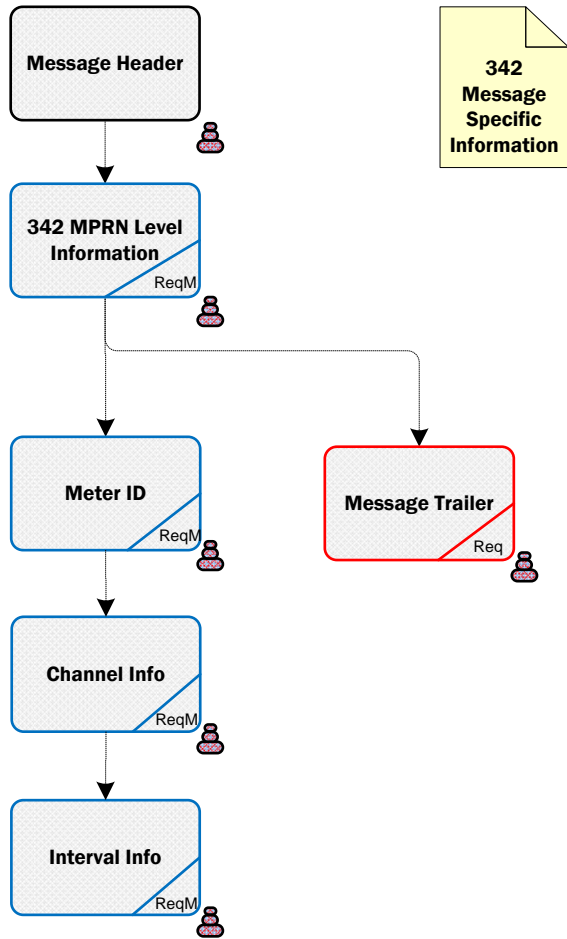 Message Header
342
Message
Specific
Information
342 MPRN Level
Information
ReqM
Meter ID
ReqM
Message Trailer
Req
Channel Info
ReqM
Interval Info
ReqM